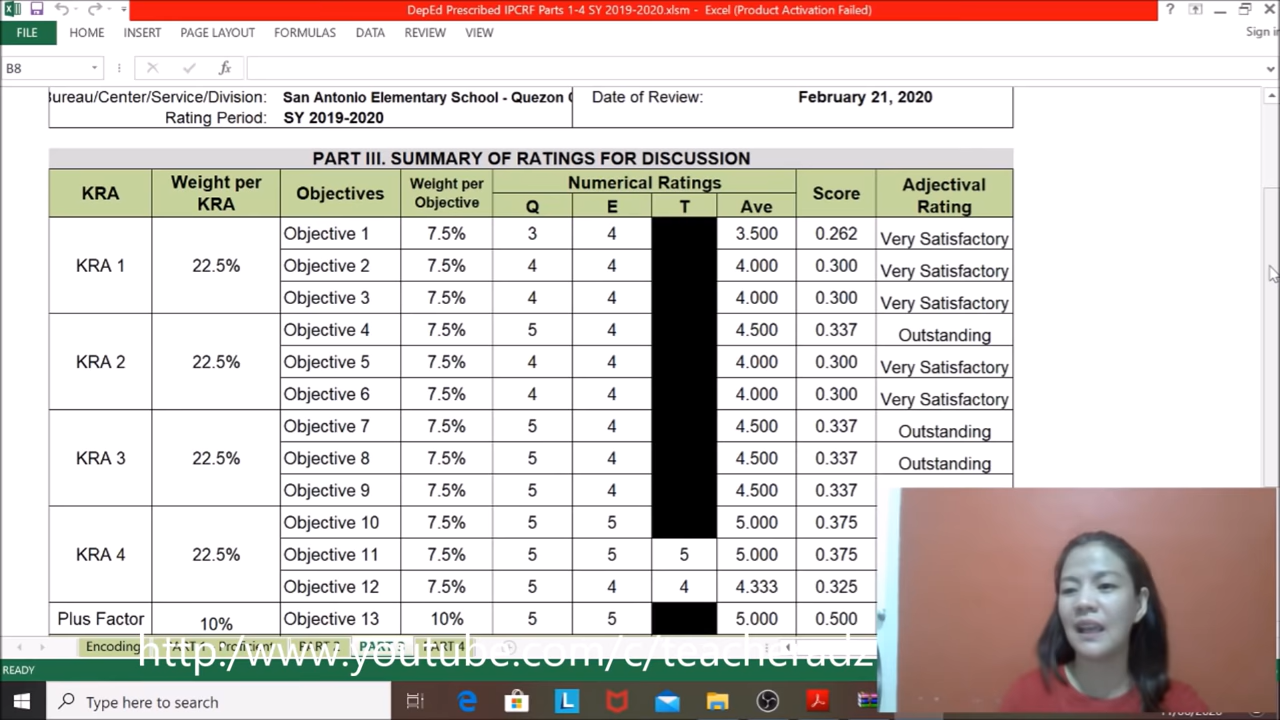 DepEd Prescribed IPCRF Parts 1-4 SY 2019-2020.xlsm - Excel (Product Activation Failed)
FILE HOME INSERT PAGE LAYOUT FORMULAS DATA REVIEW VIEW Sign in
B8 fx
Bureau/Center/Service/Division: San Antonio Elementary School - Quezon Date of Review: February 21, 2020
Rating Period: SY 2019-2020
PART III. SUMMARY OF RATINGS FOR DISCUSSION
KRA Weight per KRA Objectives Weight per Objective Numerical Ratings Score Adjectival Rating
Q E T Ave
Objective 1 7.5% 3 4 3.500 0.262 Very Satisfactory
KRA 1 22.5% Objective 2 7.5% 4 4 4.000 0.300 Very Satisfactory
Objective 3 7.5% 4 4 4.000 0.300 Very Satisfactory
Objective 4 7.5% 5 4 4.500 0.337 Outstanding
KRA 2 22.5% Objective 5 7.5% 4 4 4.000 0.300 Very Satisfactory
Objective 6 7.5% 4 4 4.000 0.300 Very Satisfactory
Objective 7 7.5% 5 4 4.500 0.337 Outstanding
KRA 3 22.5% Objective 8 7.5% 5 4 4.500 0.337 Outstanding
Objective 9 7.5% 5 4 4.500 0.337
Objective 10 7.5% 5 5 5.000 0.375
KRA 4 22.5% Objective 11 7.5% 5 5 5 5.000 0.375
Objective 12 7.5% 5 4 4 4.333 0.325
Plus Factor 10% Objective 13 10% 5 5 5.000 0.500
Encoding PART 4
http:/www.youtube.com/c/teacheradz
READY
Type here to search